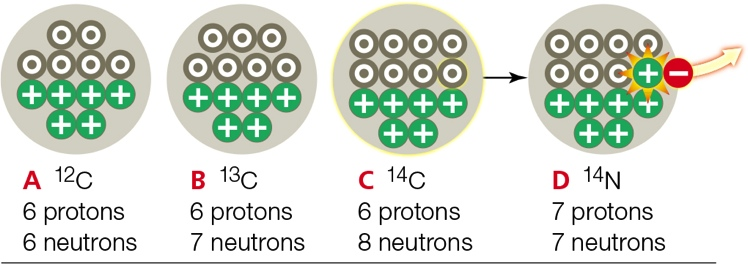 A ¹²C
6 protons
6 neutrons
B ¹³C
6 protons
7 neutrons
C ¹⁴C
6 protons
8 neutrons
D ¹⁴N
7 protons
7 neutrons